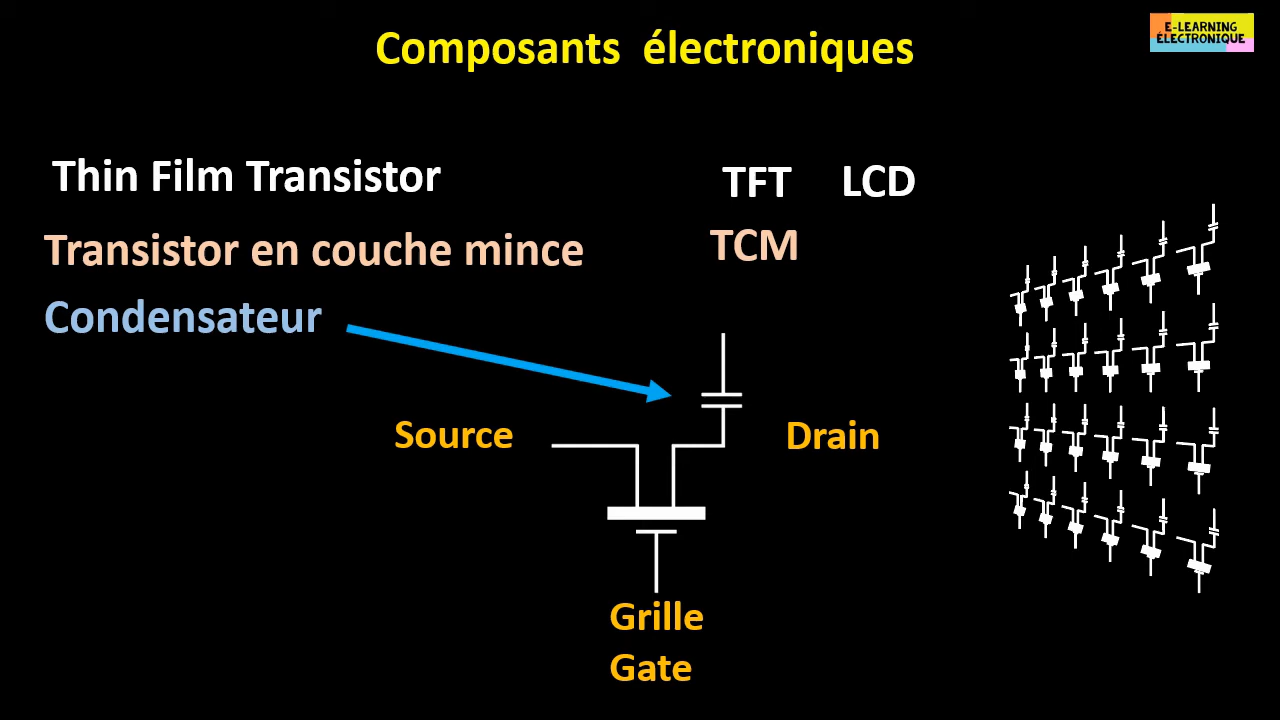 Composants électroniques
E-LEARNING
ÉLECTRONIQUE
Thin Film Transistor
TFT LCD
Transistor en couche mince
TCM
Condensateur
Source
Drain
Grille
Gate